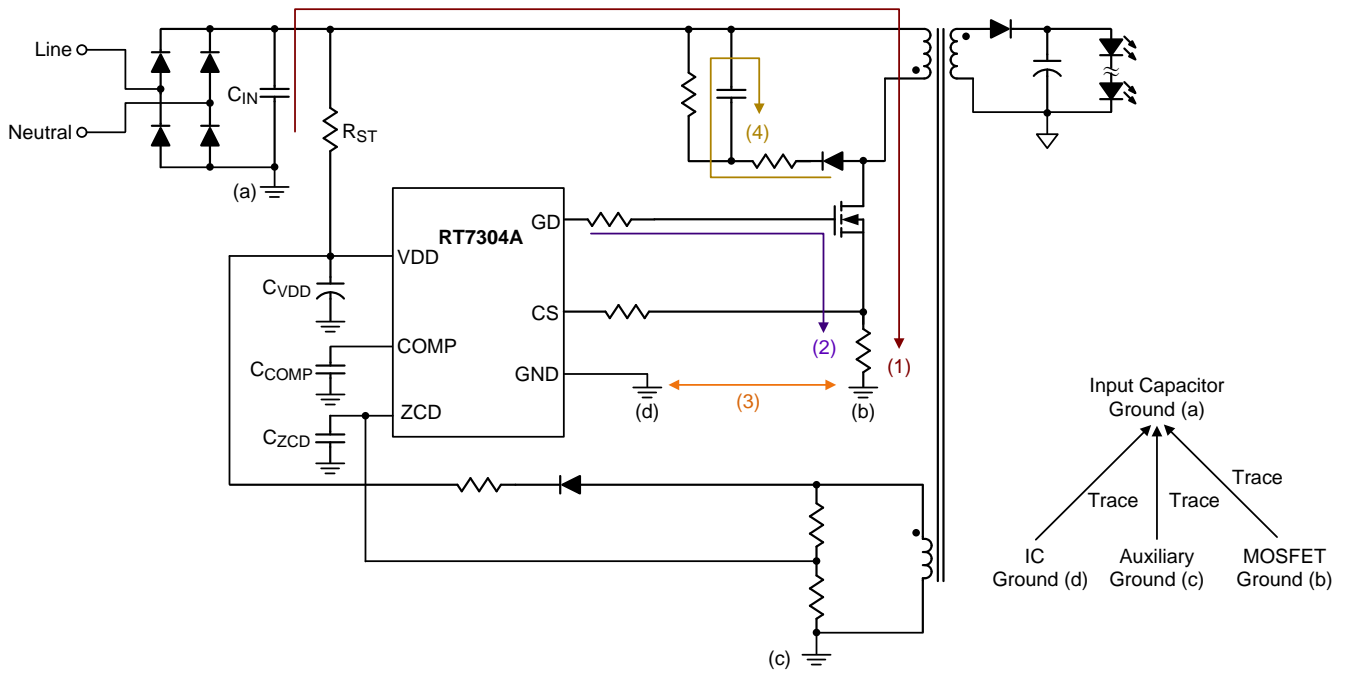 Line
Neutral
CIN
(a)
RST
(4)
RT7304A
GD
VDD
CVDD
CS
(2)
(1)
COMP
CCOMP
GND
(d)
(3)
(b)
ZCD
CZCD
(c)
Input Capacitor
Ground (a)
Trace
Trace
Trace
IC
Ground (d)
Auxiliary
Ground (c)
MOSFET
Ground (b)